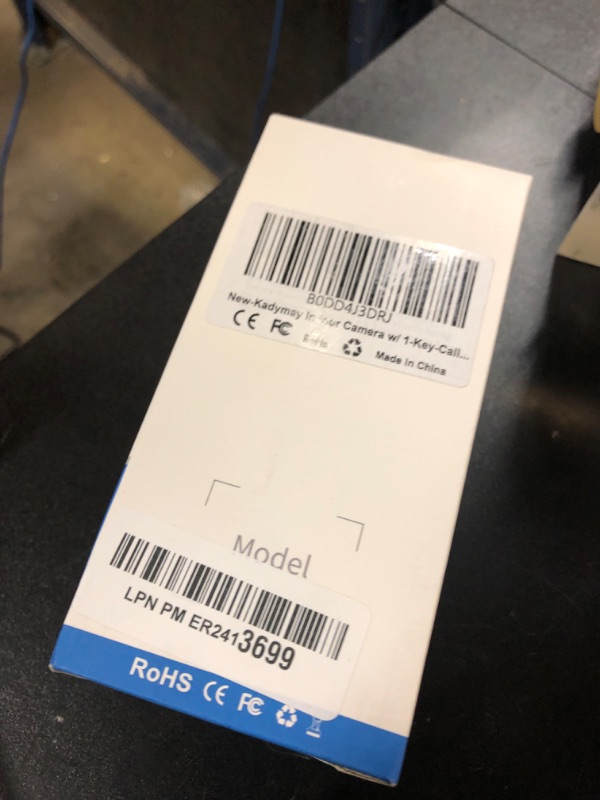 B0DD4J3DRJ
New-Kadymay Indoor Camera w/ 1-Key-Call...
CE FC RoHS Made in China
Model
LPN PM ER2413699
RoHS CE FC